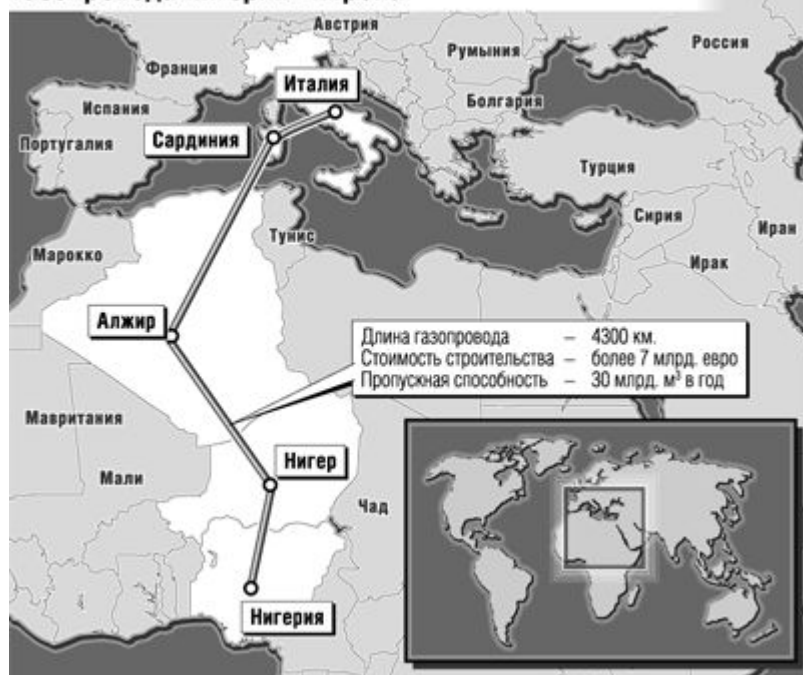 Австрия
Россия
Румыния
Франция
Италия
Болгария
Испания
Португалия
Сардиния
Турция
Сирия
Иран
Тунис
Марокко
Ирак
Алжир
Длина газопровода – 4300 км.
Стоимость строительства – более 7 млрд. евро
Пропускная способность – 30 млрд. м³ в год
Мавритания
Нигер
Мали
Чад
Нигерия